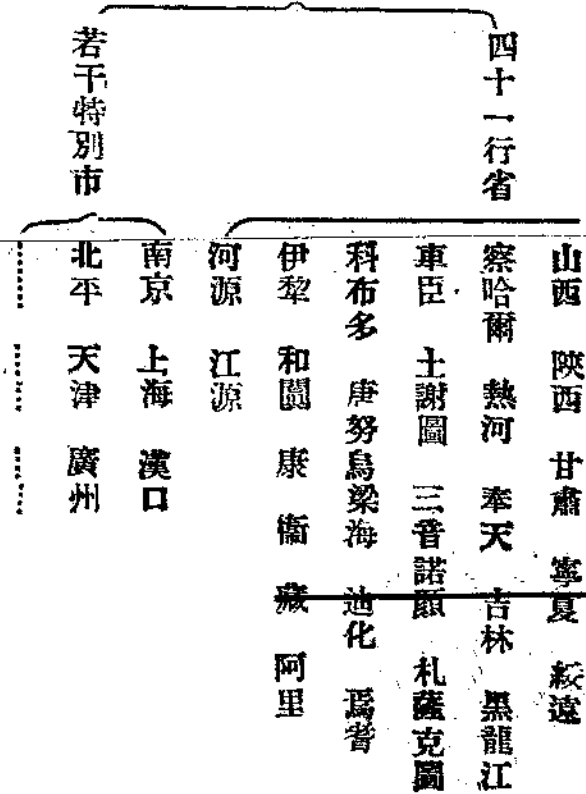 四十一行省
山西 陝西 甘肅 寧夏 綏遠
察哈爾 熱河 奉天 吉林 黑龍江
車臣 土謝圖 三音諾顏 札薩克圖
科布多 唐努烏梁海 迪化 焉耆
伊犂 和闐 康 衞 藏 阿里
河源 江源
若干特別市
南京 上海 漢口
北平 天津 廣州